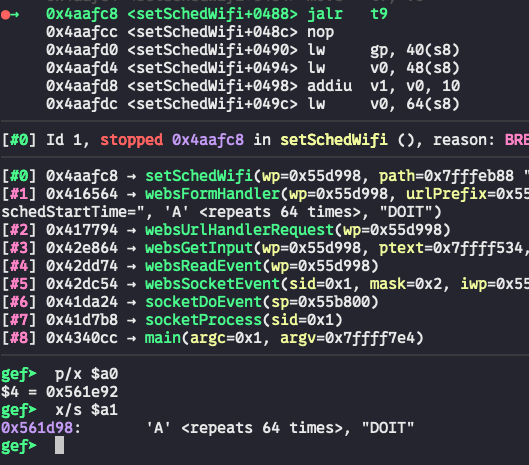 → 0x4aafc8 <setSchedWifi+0488> jalr t9
0x4aafcc <setSchedWifi+048c> nop
0x4aafd0 <setSchedWifi+0490> lw gp, 40(s8)
0x4aafd4 <setSchedWifi+0494> lw v0, 48(s8)
0x4aafd8 <setSchedWifi+0498> addiu v1, v0, 10
0x4aafdc <setSchedWifi+049c> lw v0, 64(s8)
[#0] Id 1, stopped 0x4aafc8 in setSchedWifi (), reason: BRE
[#0] 0x4aafc8 → setSchedWifi(wp=0x55d998, path=0x7fffeb88 "
[#1] 0x416564 → websFormHandler(wp=0x55d998, urlPrefix=0x55
schedStartTime=", 'A' <repeats 64 times>, "DOIT")
[#2] 0x417794 → websUrlHandlerRequest(wp=0x55d998)
[#3] 0x42e864 → websGetInput(wp=0x55d998, ptext=0x7ffff534,
[#4] 0x42dd74 → websReadEvent(wp=0x55d998)
[#5] 0x42dc54 → websSocketEvent(sid=0x1, mask=0x2, iwp=0x55
[#6] 0x41da24 → socketDoEvent(sp=0x55b800)
[#7] 0x41d7b8 → socketProcess(sid=0x1)
[#8] 0x4340cc → main(argc=0x1, argv=0x7ffff7e4)
gef➤ p/x $a0
$4 = 0x561e92
gef➤ x/s $a1
0x561d98: 'A' <repeats 64 times>, "DOIT"
gef➤